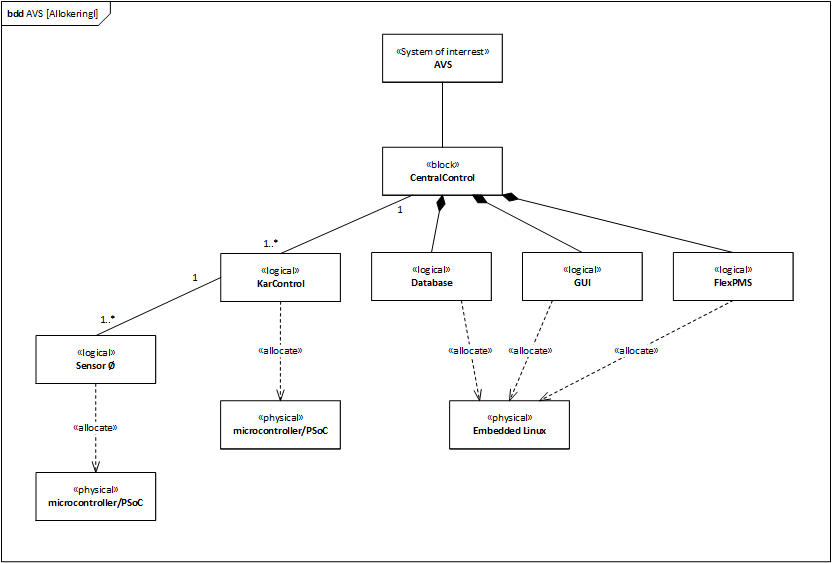 bdd AVS [Allokeringl]
«System of interrest»
AVS
«block»
CentralControl
1
1..*
«logical»
KarControl
«logical»
Database
«logical»
GUI
«logical»
FlexPMS
1
1..*
«logical»
Sensor Ø
«allocate»
«allocate»
«allocate»
«allocate»
«physical»
microcontroller/PSoC
«physical»
Embedded Linux
«allocate»
«physical»
microcontroller/PSoC